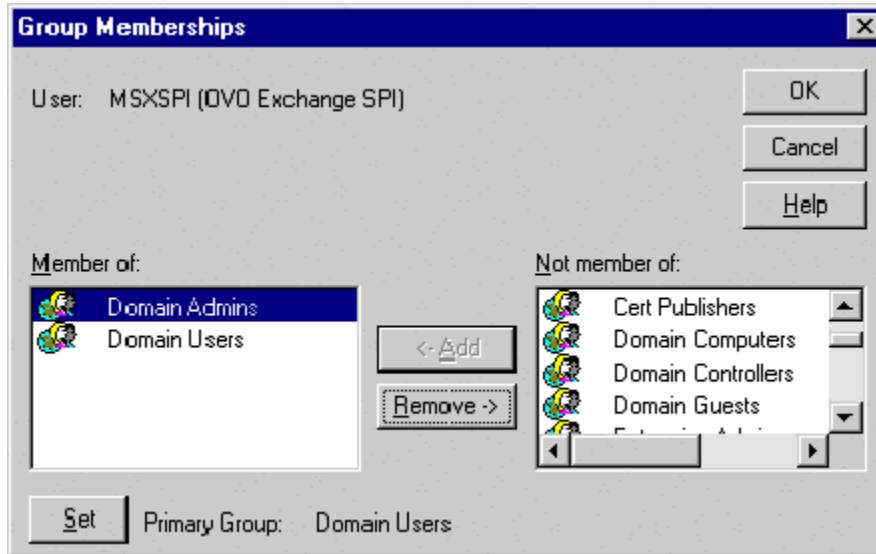 Group Memberships
User: MSXSPI (OVO Exchange SPI)
OK
Cancel
Help
Member of:
Domain Admins
Domain Users
<- Add
Remove ->
Not member of:
Cert Publishers
Domain Computers
Domain Controllers
Domain Guests
Set
Primary Group: Domain Users